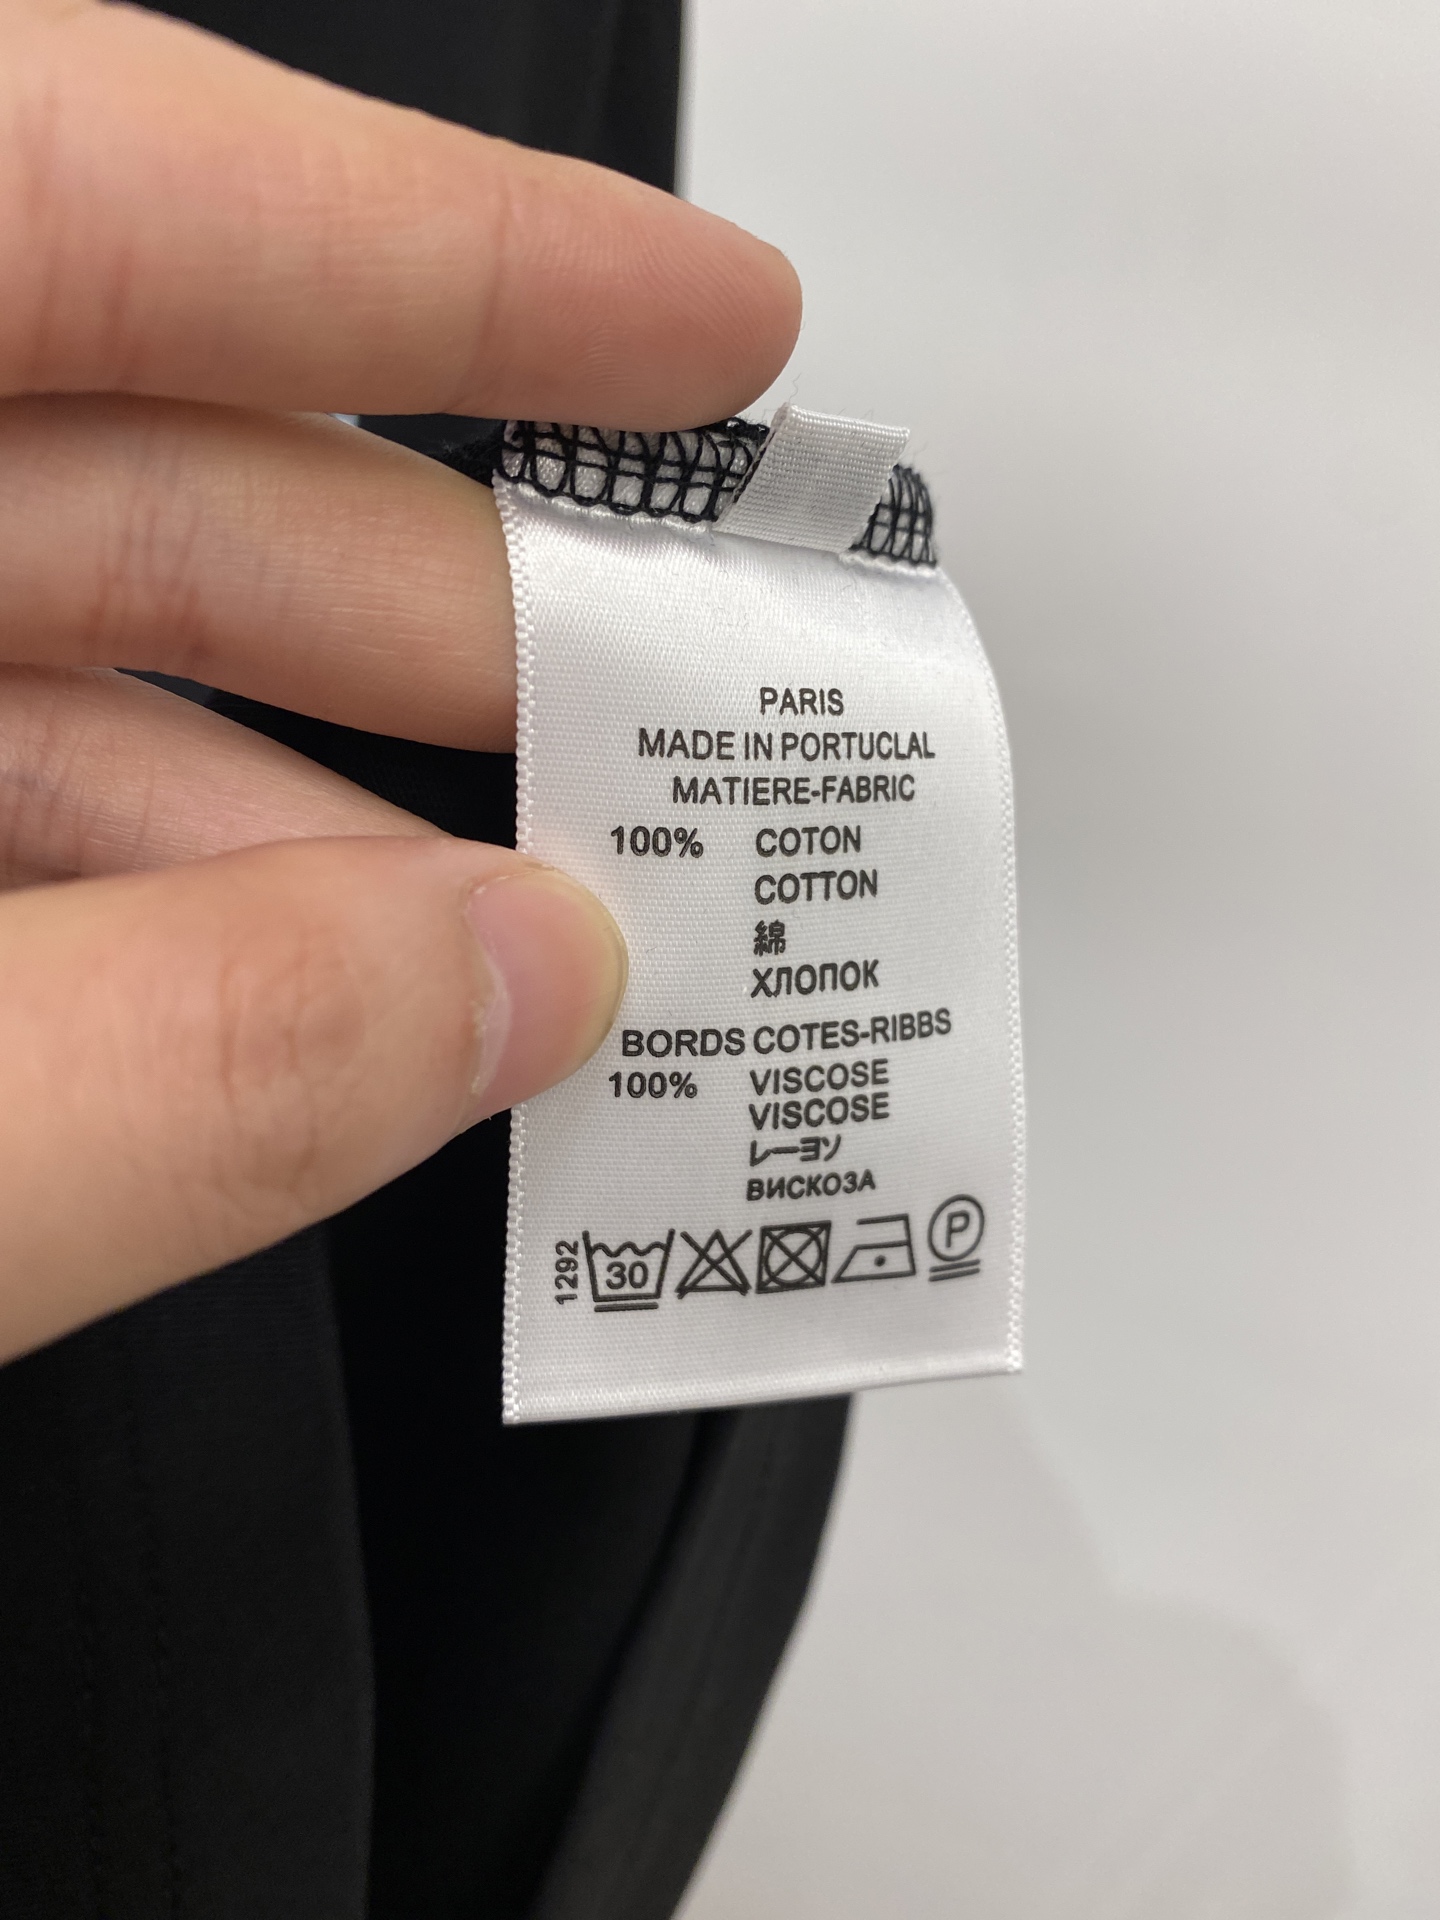 PARIS
MADE IN PORTUCLAL
MATIERE-FABRIC
100% COTON
COTTON
綿
ХЛОПОК
BORDS COTES-RIBBS
100% VISCOSE
VISCOSE
レーヨソ
ВИСКОЗА
1292 30 P